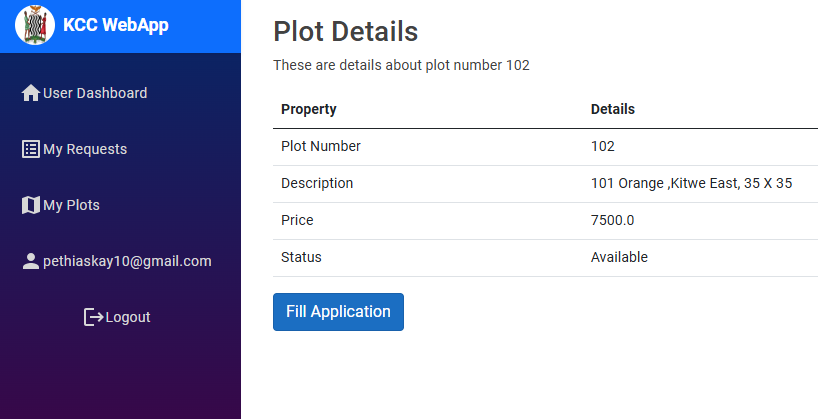 KCC WebApp
User Dashboard
My Requests
My Plots
pethiaskay10@gmail.com
Logout
Plot Details
These are details about plot number 102
Property Details
Plot Number 102
Description 101 Orange ,Kitwe East, 35 X 35
Price 7500.0
Status Available
Fill Application